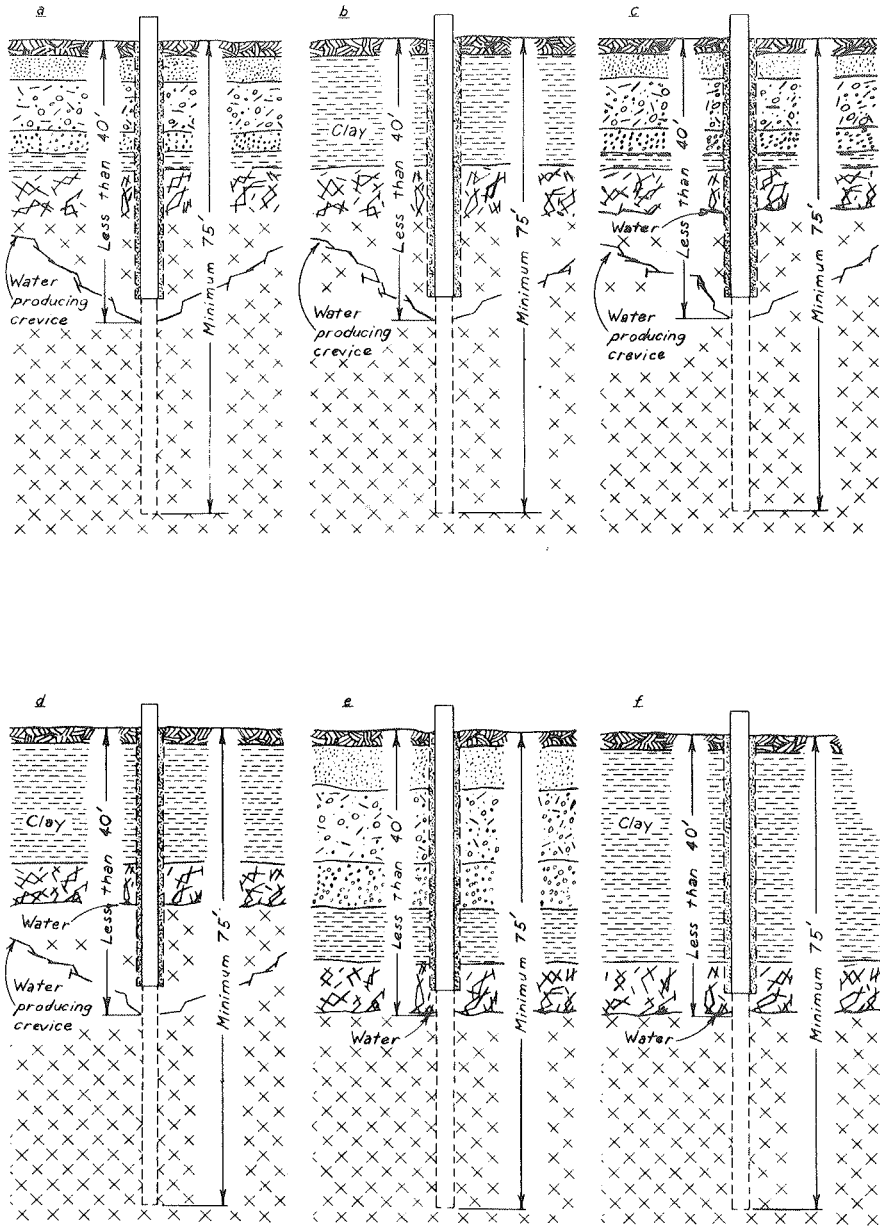 a
Less than 40'
Minimum 75'
Water
producing
crevice
b
Clay
Less than 40'
Minimum 75'
Water
producing
crevice
c
Less than 40'
Minimum 75'
Water
Water
producing
crevice
d
Clay
Less than 40'
Minimum 75'
Water
Water
producing
crevice
e
Less than 40'
Minimum 75'
Water
f
Clay
Less than 40'
Minimum 75'
Water